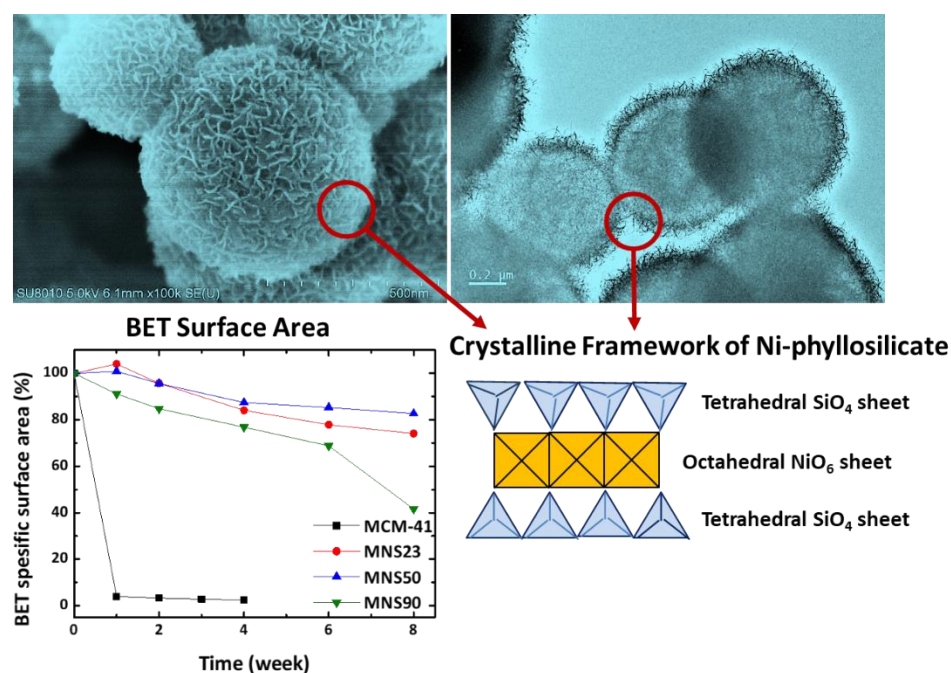 SU8010 5.0kV 6.1mm x100k SE(U)
500nm
0.2 μm
BET Surface Area
BET spesific surface area (%)
100
80
60
40
20
0
0 2 4 6 8
Time (week)
MCM-41
MNS23
MNS50
MNS90
Crystalline Framework of Ni-phyllosilicate
Tetrahedral SiO₄ sheet
Octahedral NiO₆ sheet
Tetrahedral SiO₄ sheet